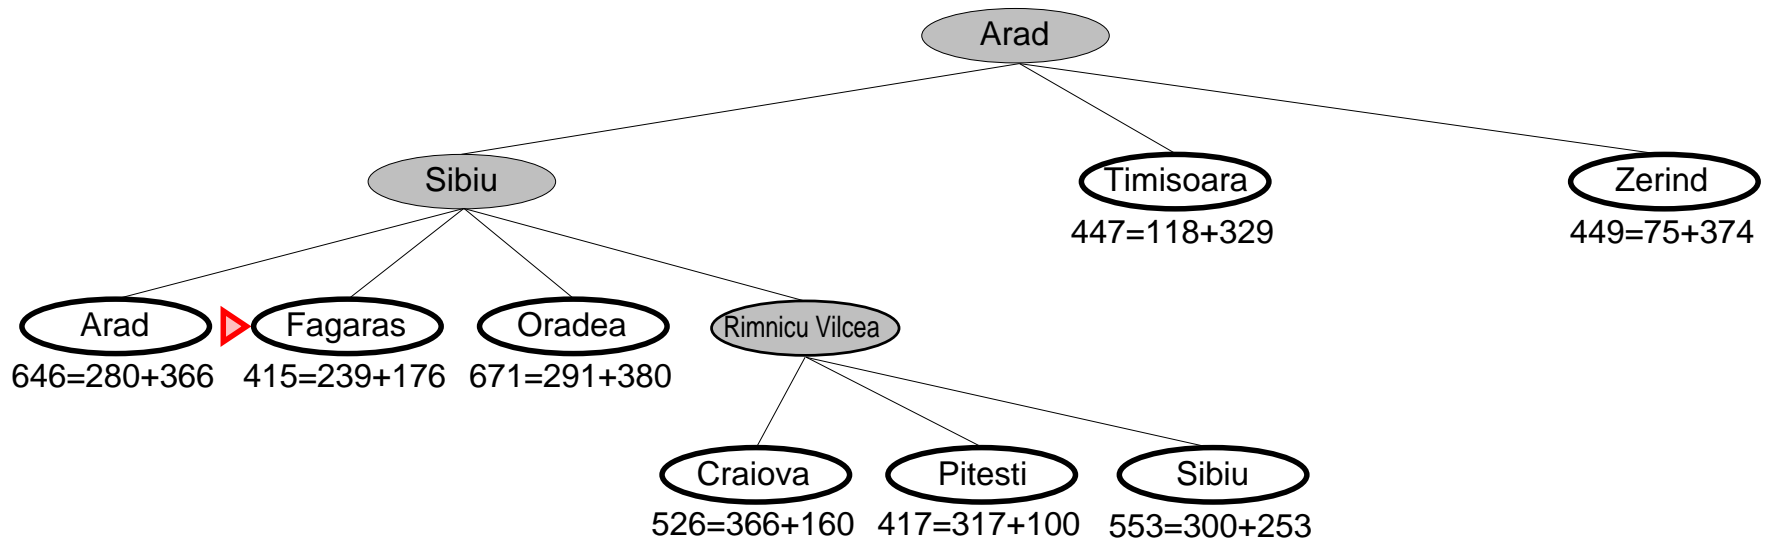 Arad
Sibiu
Timisoara
Zerind
447=118+329
449=75+374
Arad
Fagaras
Oradea
Rimnicu Vilcea
646=280+366
415=239+176
671=291+380
Craiova
Pitesti
Sibiu
526=366+160
417=317+100
553=300+253